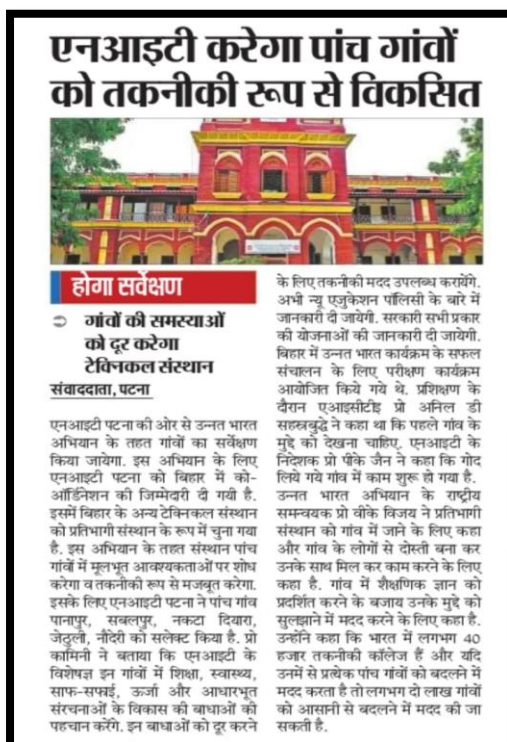 एनआइटी करेगा पांच गांवों
को तकनीकी रूप से विकसित
होगा सर्वेक्षण
गांवों की समस्याओं
को दूर करेगा
टेक्निकल संस्थान
संवाददाता, पटना
एनआइटी पटना की ओर से उन्नत भारत
अभियान के तहत गांवों का सर्वेक्षण
किया जायेगा. इस अभियान के लिए
एनआइटी पटना को बिहार में को-
ऑर्डिनेशन की जिम्मेदारी दी गयी है.
इसमें बिहार के अन्य टेक्निकल संस्थान
को प्रतिभागी संस्थान के रूप में चुना गया
है. इस अभियान के तहत संस्थान पांच
गांवों में मूलभूत आवश्यकताओं पर शोध
करेगा व तकनीकी रूप से मजबूत करेगा.
इसके लिए एनआइटी पटना ने पांच गांव
पानापुर, सबलपुर, नकटा दियारा,
जेठुली, नौदेरी को सलेक्ट किया है. प्रो
कामिनी ने बताया कि एनआइटी के
विशेषज्ञ इन गांवों में शिक्षा, स्वास्थ्य,
साफ-सफाई, ऊर्जा और आधारभूत
संरचनाओं के विकास की बाधाओं की
पहचान करेंगे. इन बाधाओं को दूर करने
के लिए तकनीकी मदद उपलब्ध करायेंगे.
अभी न्यू एजुकेशन पॉलिसी के बारे में
जानकारी दी जायेगी. सरकारी सभी प्रकार
की योजनाओं की जानकारी दी जायेगी.
बिहार में उन्नत भारत कार्यक्रम के सफल
संचालन के लिए परीक्षण कार्यक्रम
आयोजित किये गये थे. प्रशिक्षण के
दौरान एआइसीटीइ प्रो अनिल डी
सहस्रबुद्धे ने कहा था कि पहले गांव के
मुद्दे को देखना चाहिए. एनआइटी के
निदेशक प्रो पीके जैन ने कहा कि गोद
लिये गये गांव में काम शुरू हो गया है.
उन्नत भारत अभियान के राष्ट्रीय
समन्वयक प्रो वीके विजय ने प्रतिभागी
संस्थान को गांव में जाने के लिए कहा
और गांव के लोगों से दोस्ती बना कर
उनके साथ मिल कर काम करने के लिए
कहा है. गांव में शैक्षणिक ज्ञान को
प्रदर्शित करने के बजाय उनके मुद्दे को
सुलझाने में मदद करने के लिए कहा है.
उन्होंने कहा कि भारत में लगभग 40
हजार तकनीकी कॉलेज हैं और यदि
उनमें से प्रत्येक पांच गांवों को बदलने में
मदद करता है तो लगभग दो लाख गांवों
को आसानी से बदलने में मदद की जा
सकती है.